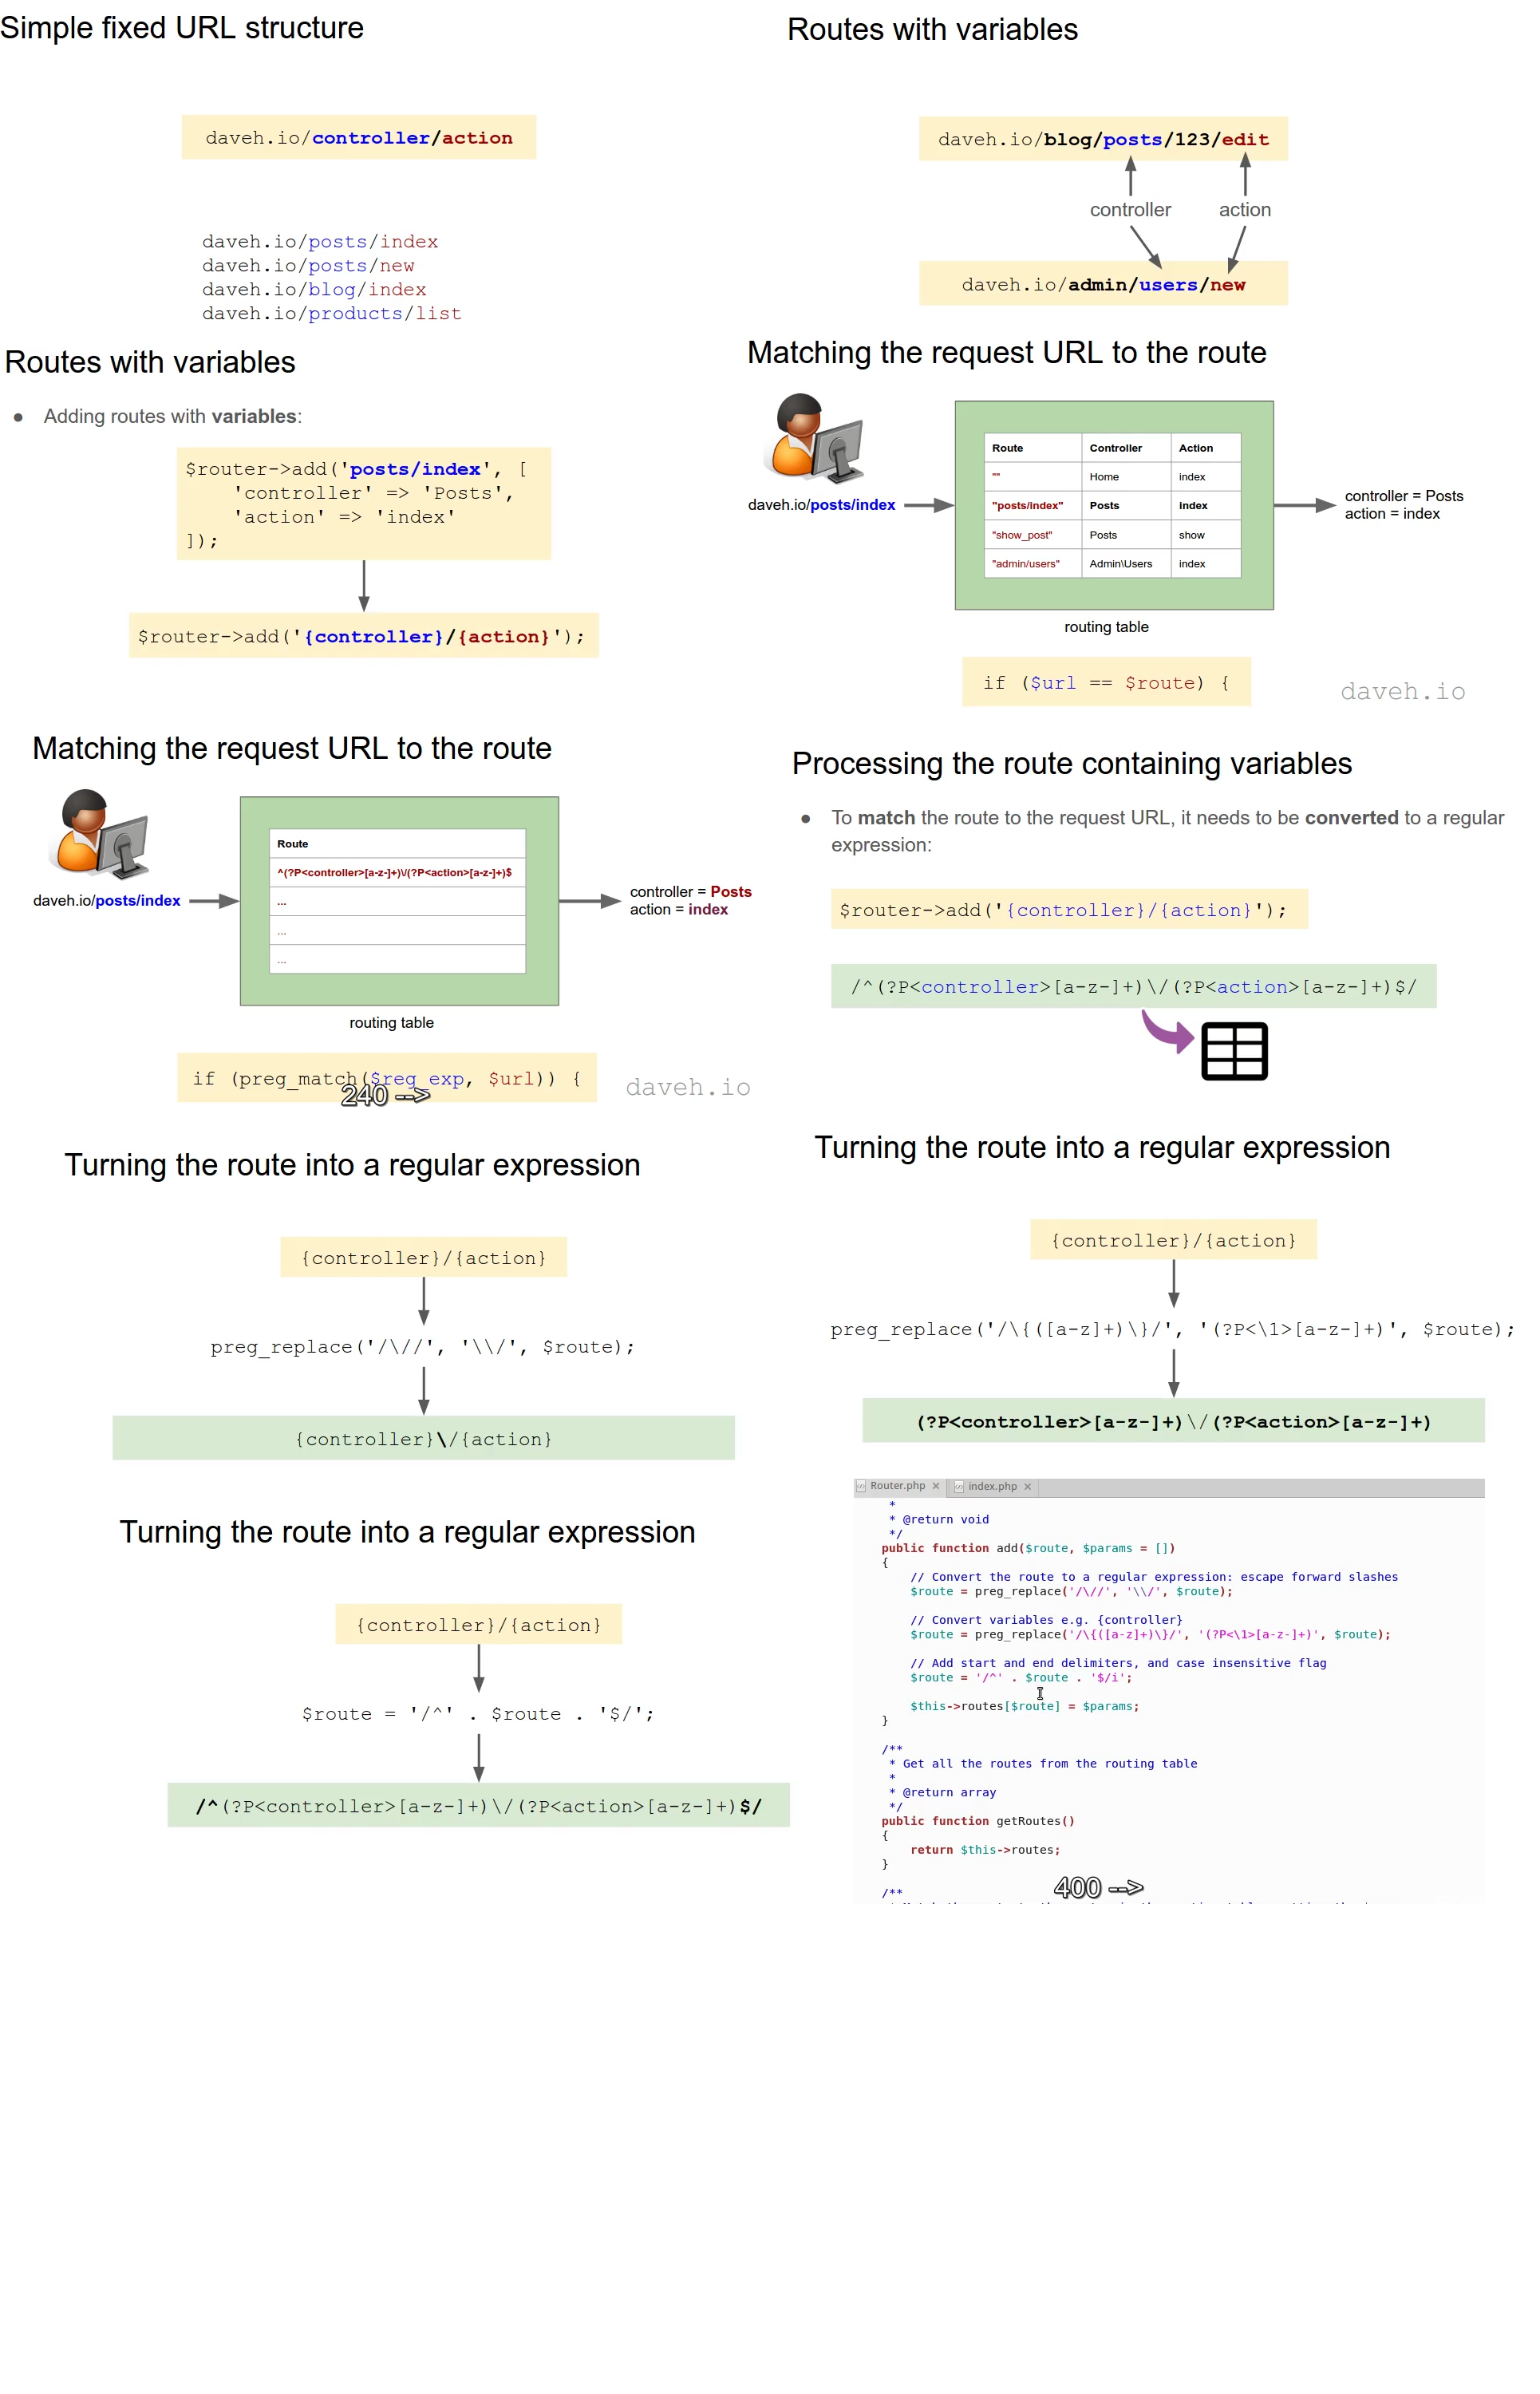 Simple fixed URL structure
daveh.io/controller/action
daveh.io/posts/index
daveh.io/posts/new
daveh.io/blog/index
daveh.io/products/list
Routes with variables
daveh.io/blog/posts/123/edit
controller action
daveh.io/admin/users/new
Routes with variables
● Adding routes with variables:
$router->add('posts/index', [
    'controller' => 'Posts',
    'action' => 'index'
]);
$router->add('{controller}/{action}');
Matching the request URL to the route
daveh.io/posts/index
Route Controller Action
"" Home index
"posts/index" Posts index
"show_post" Posts show
"admin/users" Admin\Users index
controller = Posts
action = index
routing table
if ($url == $route) {
daveh.io
Matching the request URL to the route
daveh.io/posts/index
Route
^(?P<controller>[a-z-]+)\/(?P<action>[a-z-]+)$
...
...
...
controller = Posts
action = index
routing table
if (preg_match($reg_exp, $url)) {
240 -->
daveh.io
Processing the route containing variables
● To match the route to the request URL, it needs to be converted to a regular
expression:
$router->add('{controller}/{action}');
/^(?P<controller>[a-z-]+)\/(?P<action>[a-z-]+)$/
Turning the route into a regular expression
{controller}/{action}
preg_replace('/\//', '\\/', $route);
{controller}\/{action}
Turning the route into a regular expression
{controller}/{action}
preg_replace('/\{([a-z]+)\}/', '(?P<\1>[a-z-]+)', $route);
(?P<controller>[a-z-]+)\/(?P<action>[a-z-]+)
Turning the route into a regular expression
{controller}/{action}
$route = '/^' . $route . '$/';
/^(?P<controller>[a-z-]+)\/(?P<action>[a-z-]+)$/
Router.php × index.php ×
 *
 * @return void
 */
public function add($route, $params = [])
{
    // Convert the route to a regular expression: escape forward slashes
    $route = preg_replace('/\//', '\\/', $route);
    // Convert variables e.g. {controller}
    $route = preg_replace('/\{([a-z]+)\}/', '(?P<\1>[a-z-]+)', $route);
    // Add start and end delimiters, and case insensitive flag
    $route = '/^' . $route . '$/i';
    $this->routes[$route] = $params;
}
/**
 * Get all the routes from the routing table
 *
 * @return array
 */
public function getRoutes()
{
    return $this->routes;
}
/**
400 -->